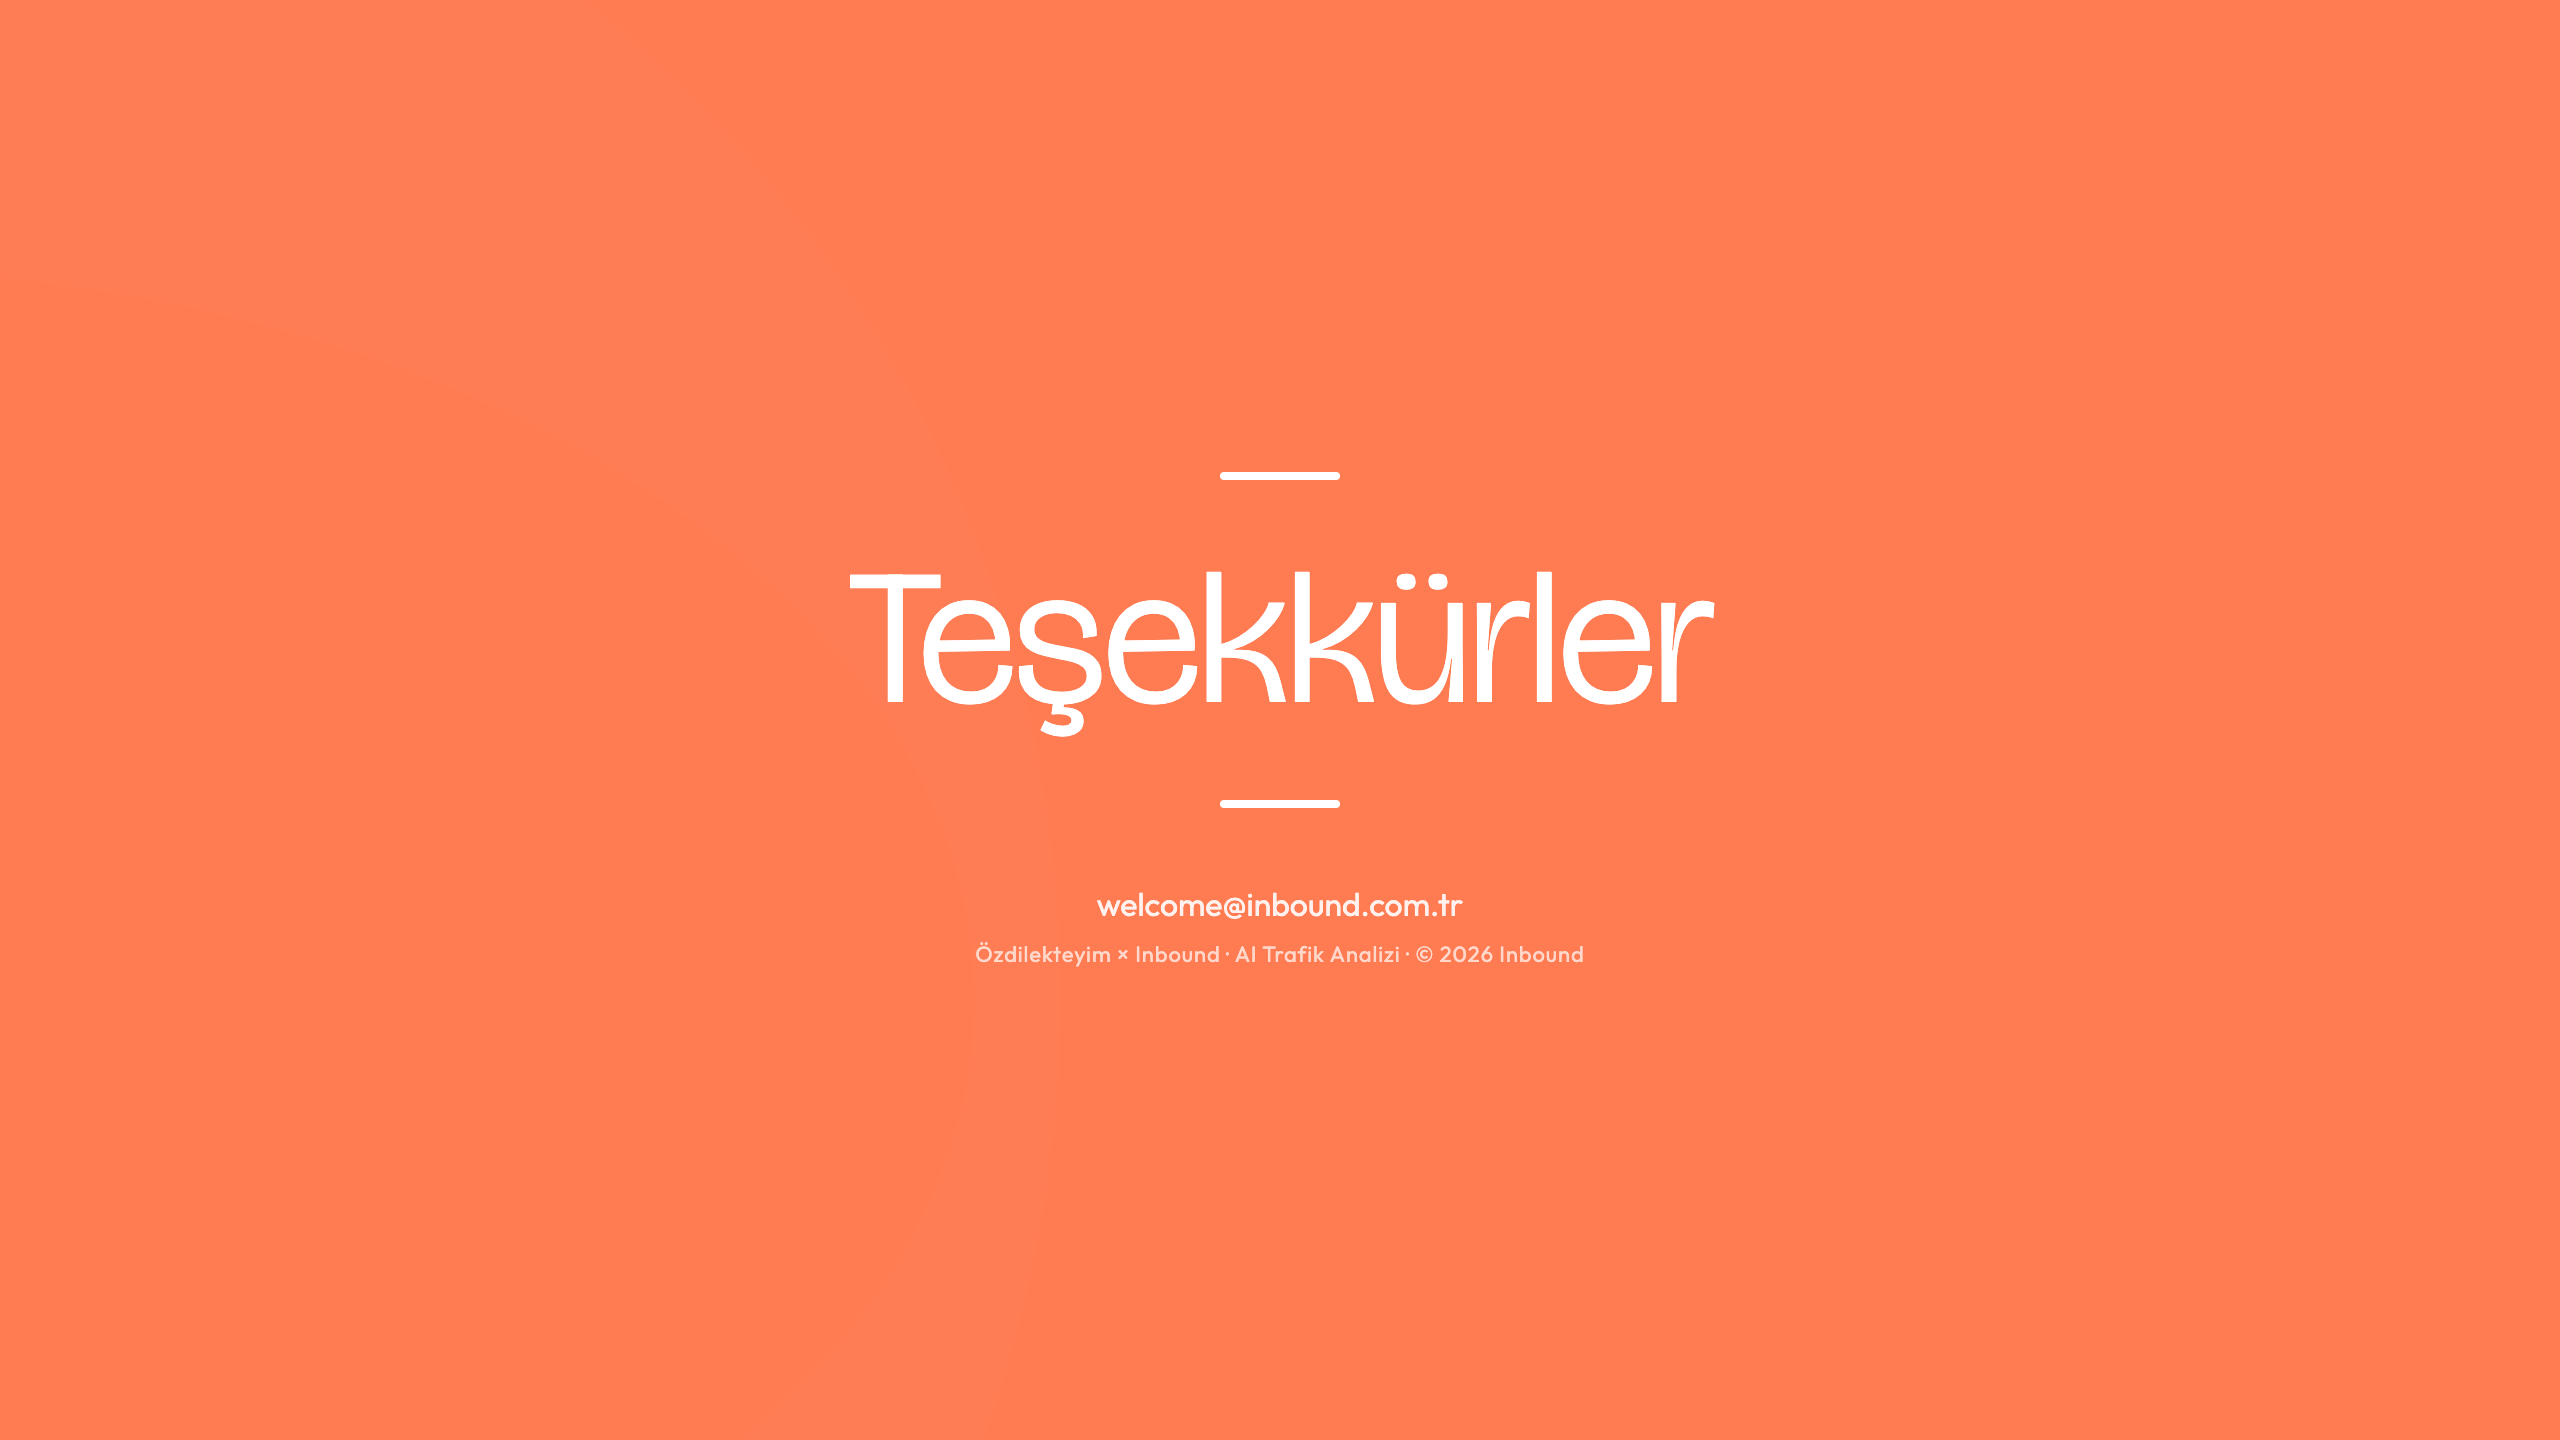 Teşekkürler
welcome@inbound.com.tr
Özdilekteyim × Inbound · AI Trafik Analizi · © 2026 Inbound